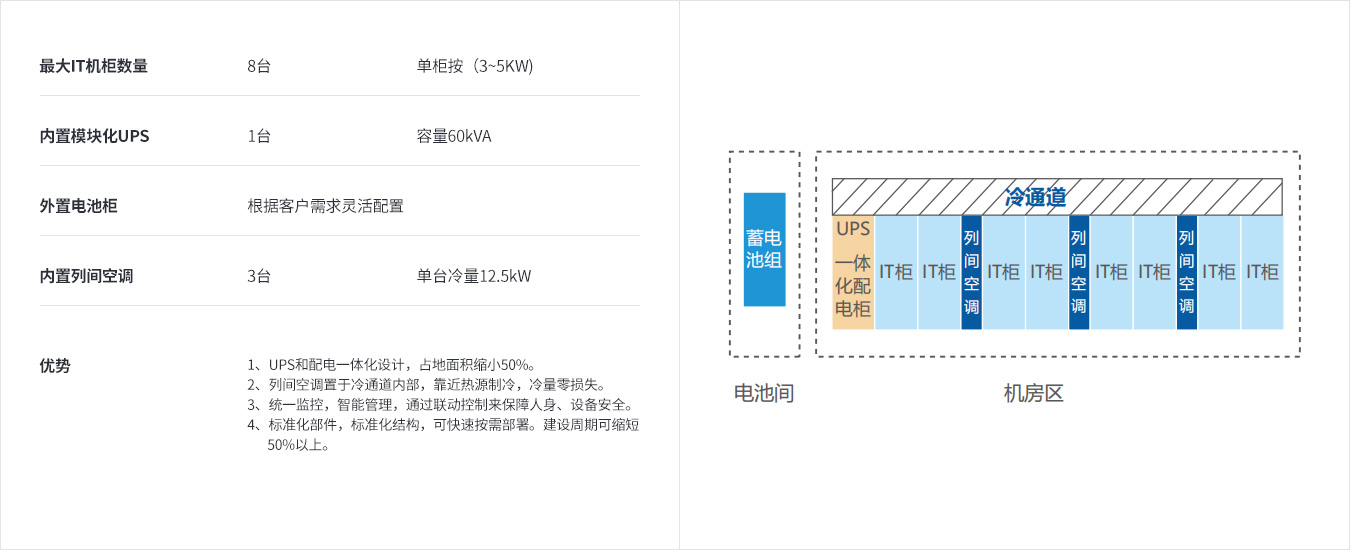 最大IT机柜数量 8台 单柜按（3~5KW)
内置模块化UPS 1台 容量60kVA
外置电池柜 根据客户需求灵活配置
内置列间空调 3台 单台冷量12.5kW
优势
1、UPS和配电一体化设计，占地面积缩小50%。
2、列间空调置于冷通道内部，靠近热源制冷，冷量零损失。
3、统一监控，智能管理，通过联动控制来保障人身、设备安全。
4、标准化部件，标准化结构，可快速按需部署。建设周期可缩短
50%以上。
冷通道
蓄电
池组
UPS
一体
化配
电柜
IT柜
IT柜
列
间
空
调
IT柜
IT柜
列
间
空
调
IT柜
IT柜
列
间
空
调
IT柜
IT柜
电池间
机房区